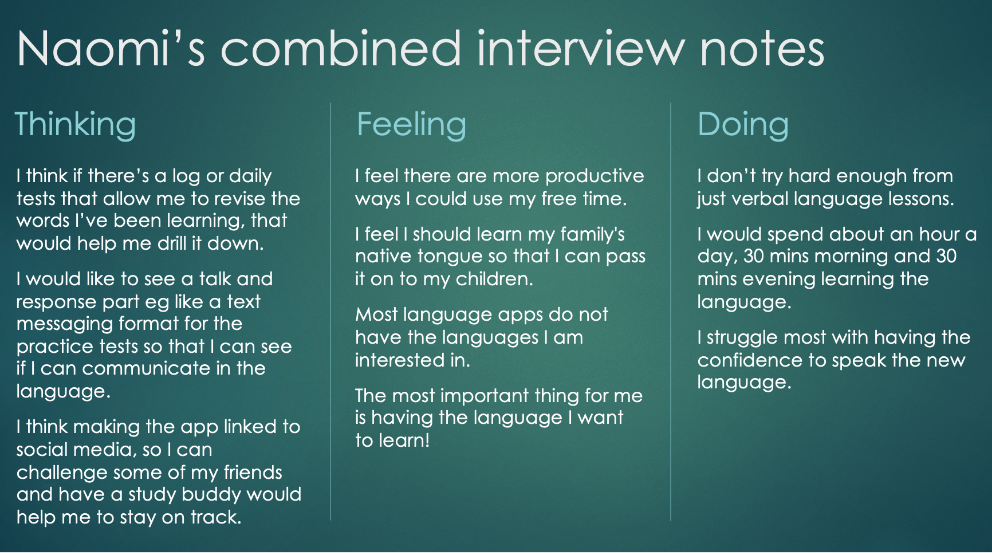 Naomi’s combined interview notes
Thinking
I think if there’s a log or daily
tests that allow me to revise the
words I’ve been learning, that
would help me drill it down.
I would like to see a talk and
response part eg like a text
messaging format for the
practice tests so that I can see
if I can communicate in the
language.
I think making the app linked to
social media, so I can
challenge some of my friends
and have a study buddy would
help me to stay on track.
Feeling
I feel there are more productive
ways I could use my free time.
I feel I should learn my family's
native tongue so that I can pass
it on to my children.
Most language apps do not
have the languages I am
interested in.
The most important thing for me
is having the language I want
to learn!
Doing
I don’t try hard enough from
just verbal language lessons.
I would spend about an hour a
day, 30 mins morning and 30
mins evening learning the
language.
I struggle most with having the
confidence to speak the new
language.